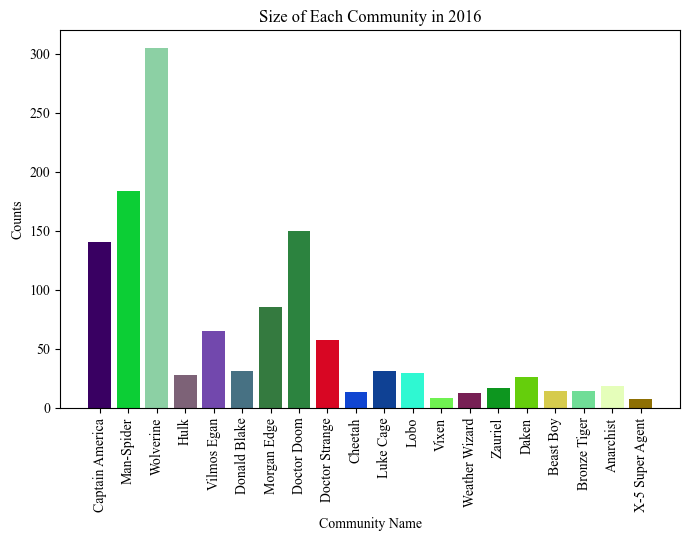 Size of Each Community in 2016
Counts
300
250
200
150
100
50
0
Captain America
Man-Spider
Wolverine
Hulk
Vilmos Egan
Donald Blake
Morgan Edge
Doctor Doom
Doctor Strange
Cheetah
Luke Cage
Lobo
Vixen
Weather Wizard
Zauriel
Daken
Beast Boy
Bronze Tiger
Anarchist
X-5 Super Agent
Community Name